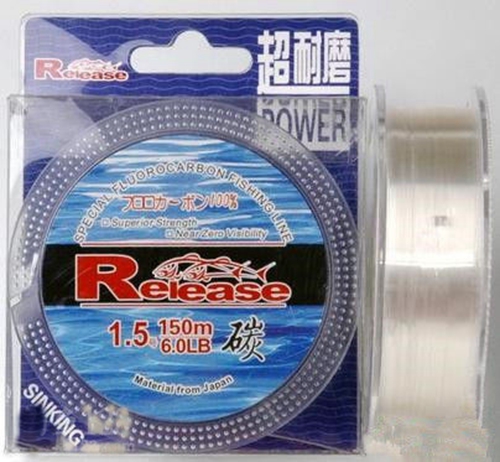 Release
超耐磨
POWER
SPECIAL FLUOROCARBON FISHING LINE
フロロカーボン100%
Superior Strength
Near Zero Visibility
Release
1.5
150m
6.0LB
碳
Material from Japan
SINKING